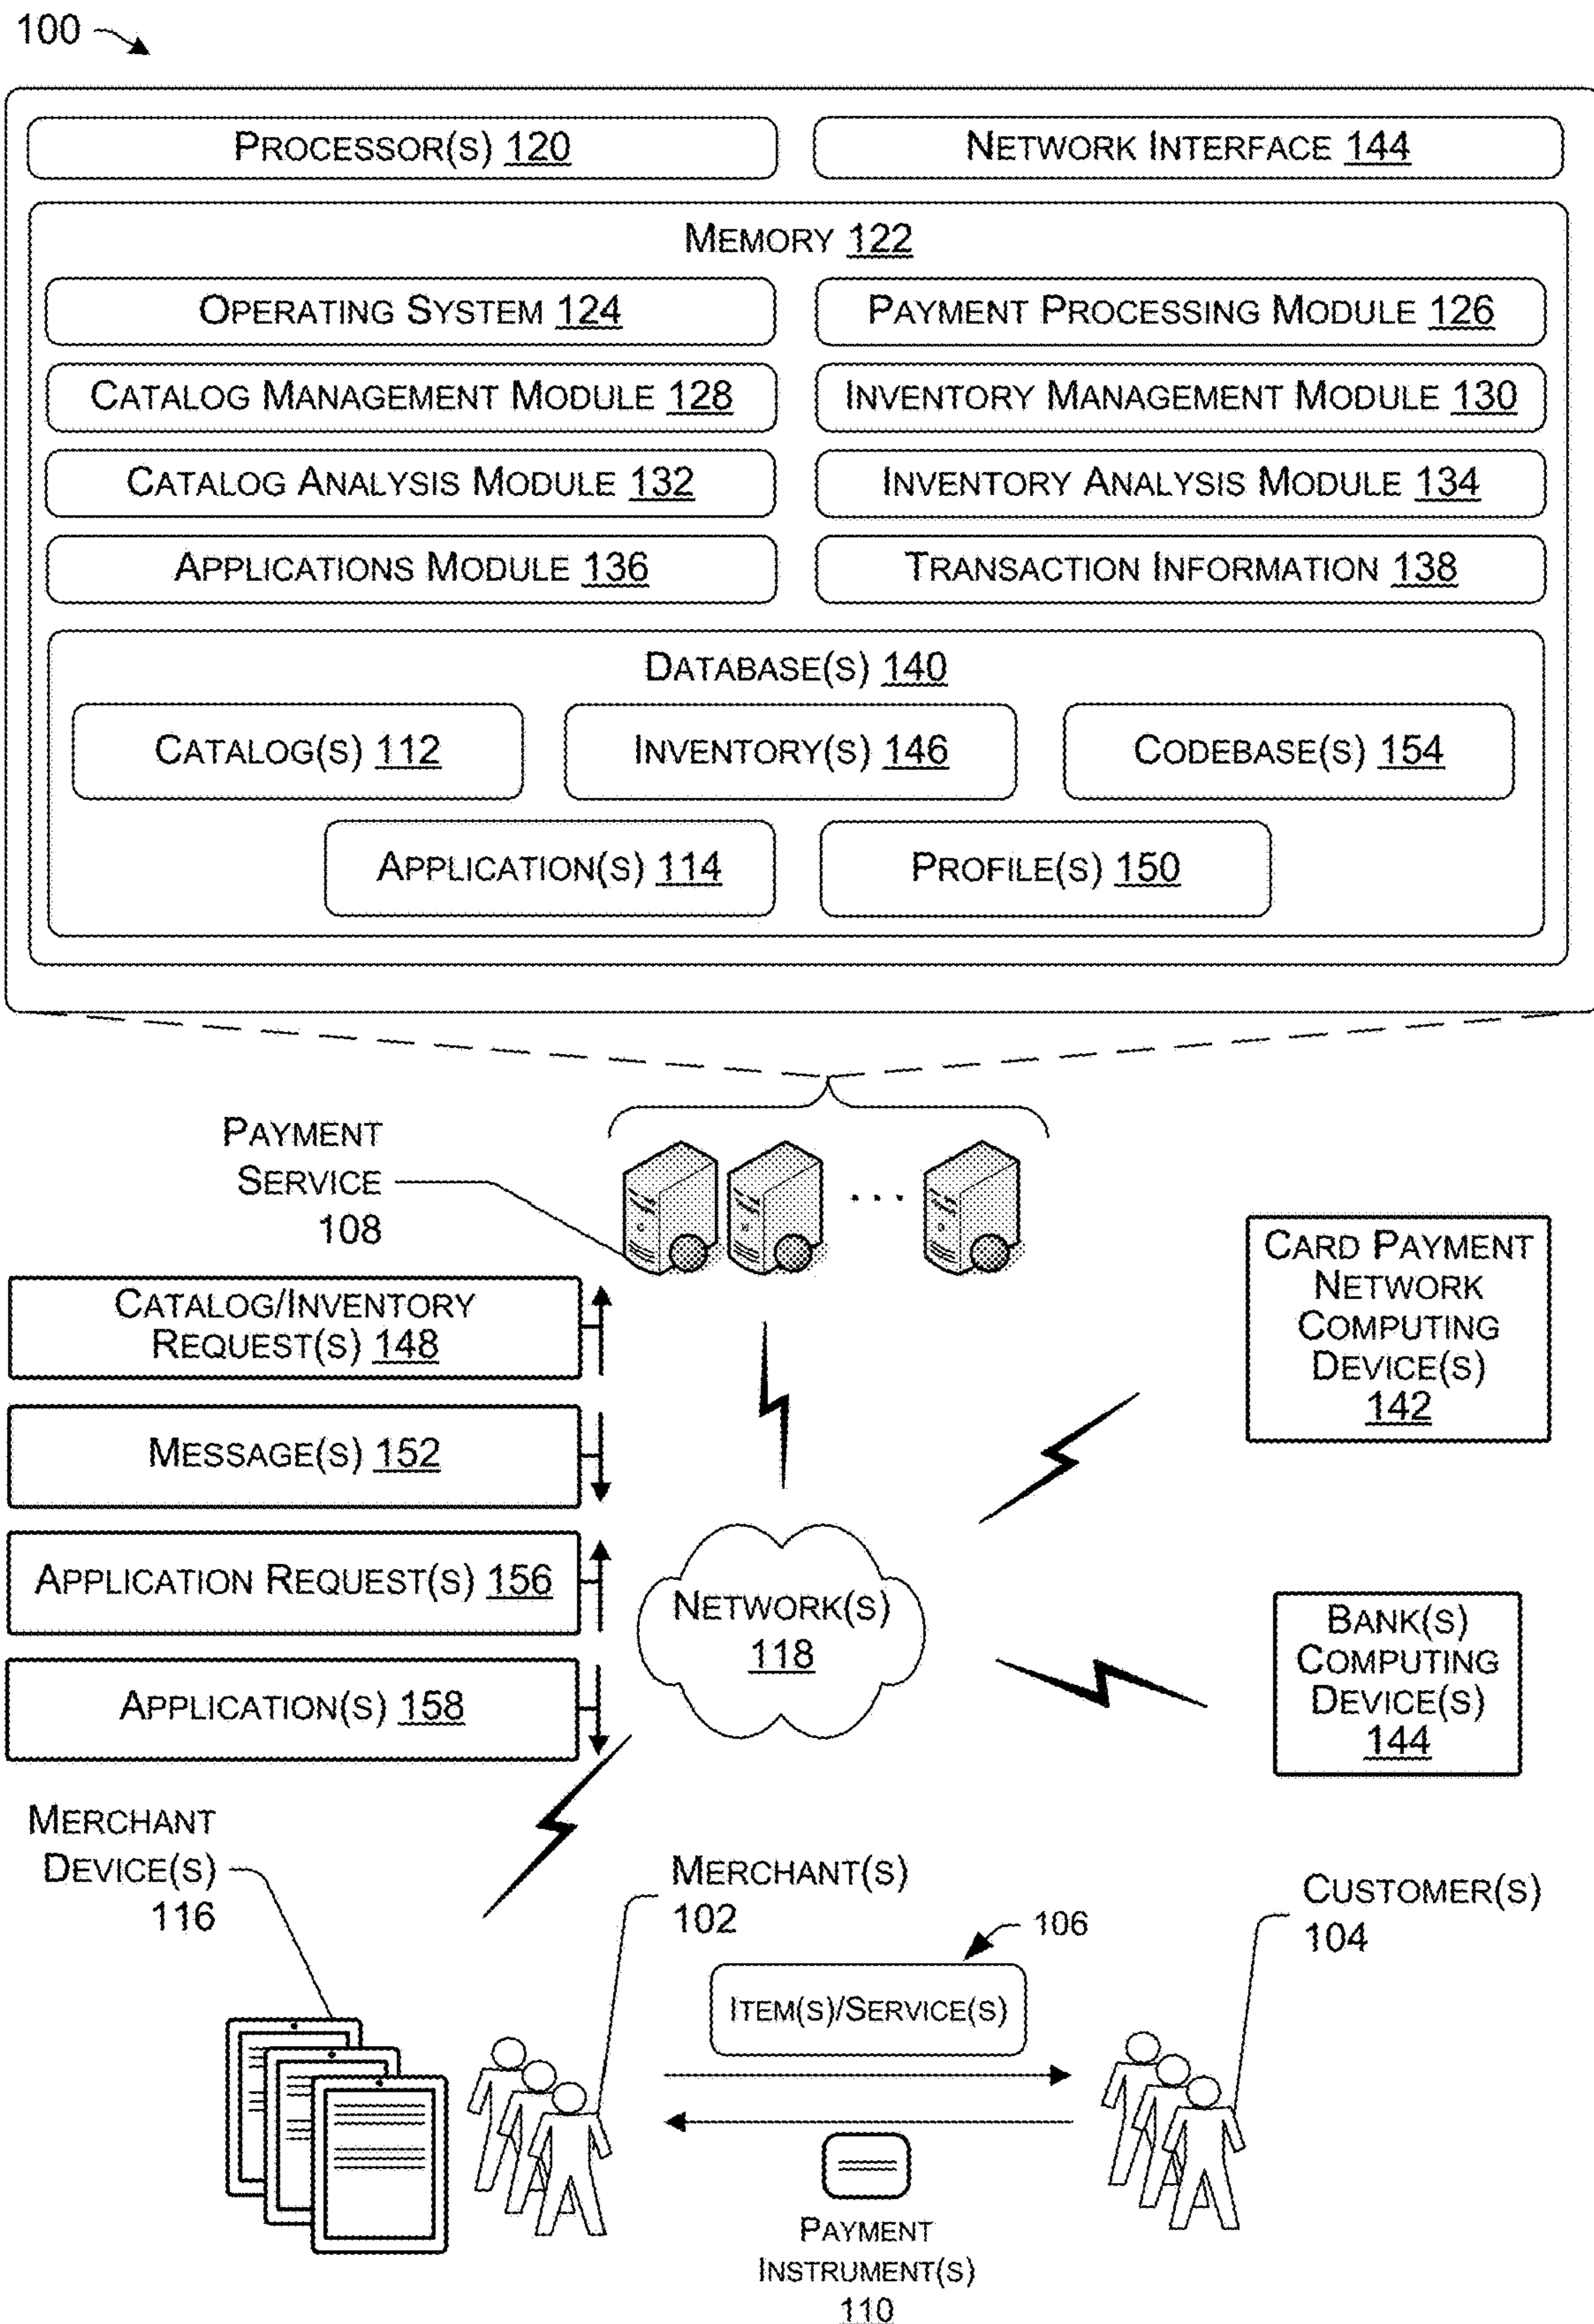 100
PROCESSOR(S) 120
NETWORK INTERFACE 144
MEMORY 122
OPERATING SYSTEM 124
PAYMENT PROCESSING MODULE 126
CATALOG MANAGEMENT MODULE 128
INVENTORY MANAGEMENT MODULE 130
CATALOG ANALYSIS MODULE 132
INVENTORY ANALYSIS MODULE 134
APPLICATIONS MODULE 136
TRANSACTION INFORMATION 138
DATABASE(S) 140
CATALOG(S) 112
INVENTORY(S) 146
CODEBASE(S) 154
APPLICATION(S) 114
PROFILE(S) 150
PAYMENT
SERVICE
108
CARD PAYMENT
NETWORK
COMPUTING
DEVICE(S)
142
CATALOG/INVENTORY
REQUEST(S) 148
MESSAGE(S) 152
APPLICATION REQUEST(S) 156
APPLICATION(S) 158
NETWORK(S)
118
BANK(S)
COMPUTING
DEVICE(S)
144
MERCHANT
DEVICE(S)
116
MERCHANT(S)
102
106
ITEM(S)/SERVICE(S)
CUSTOMER(S)
104
PAYMENT
INSTRUMENT(S)
110